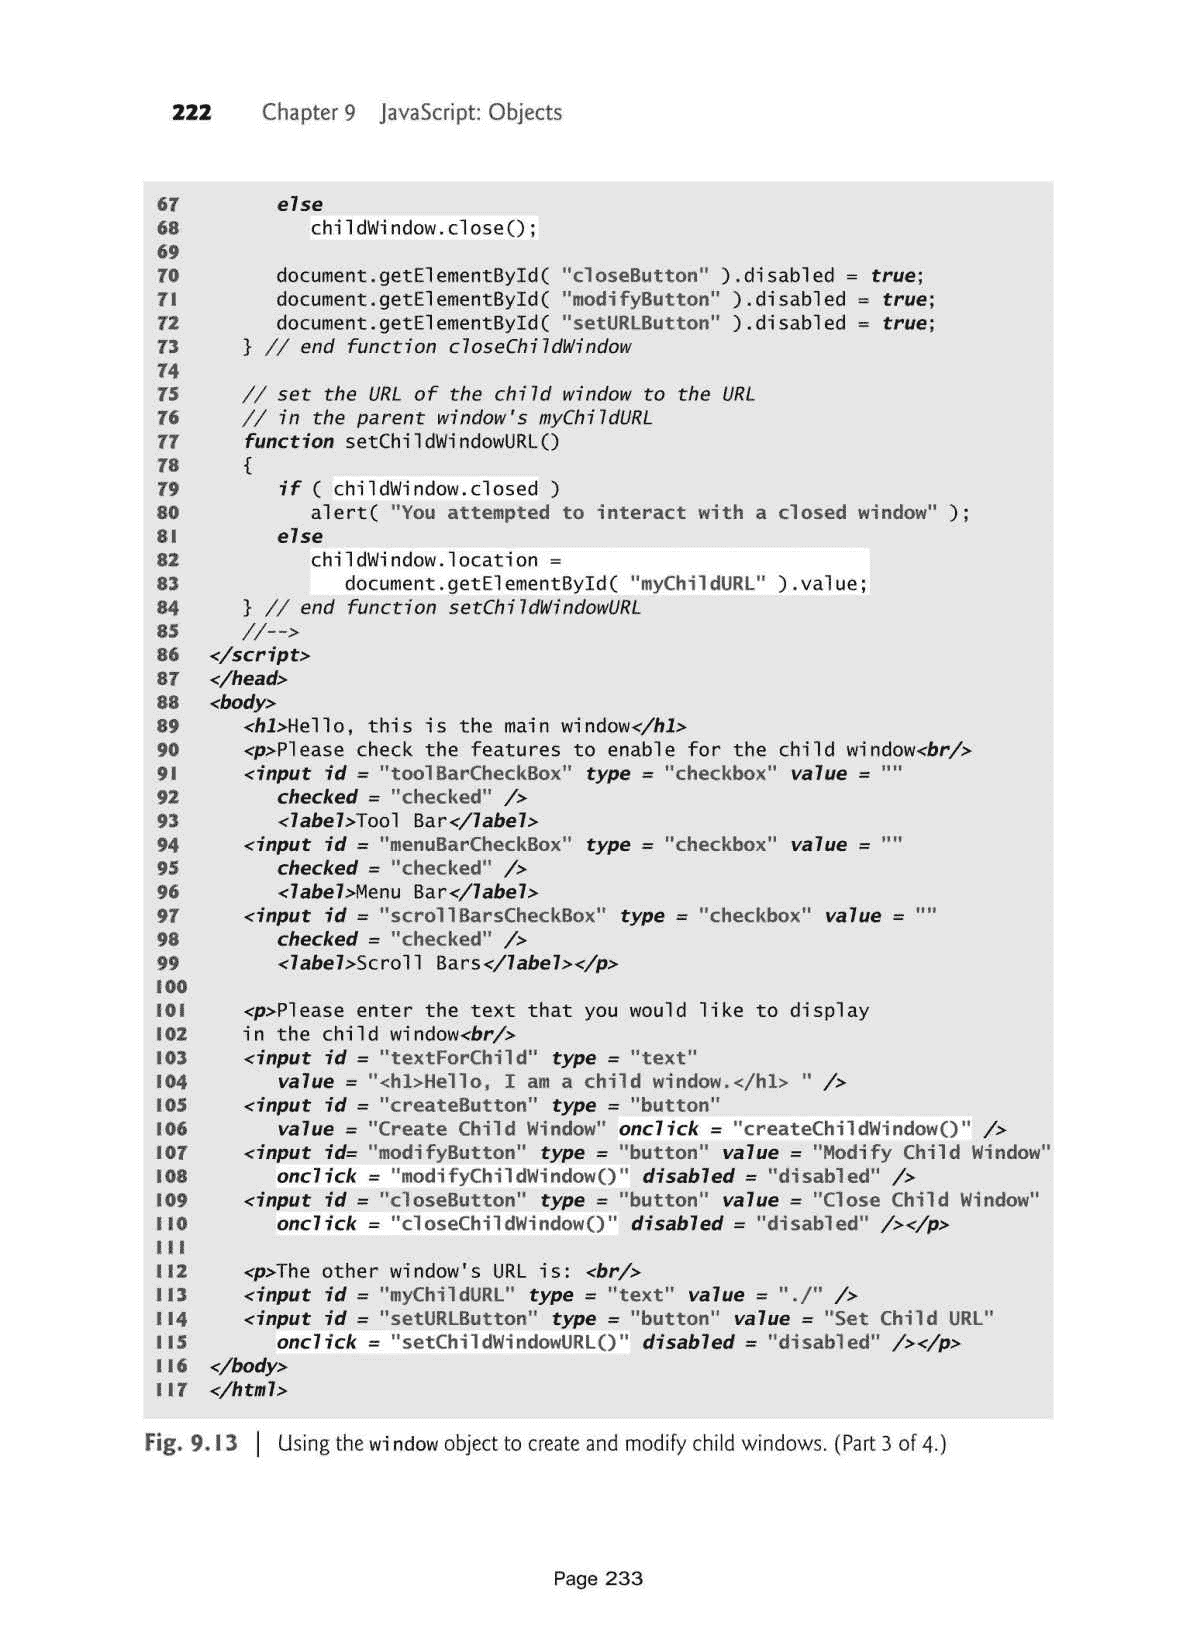 222 Chapter 9 JavaScript: Objects
67 else
68 childWindow.close();
69
70 document.getElementById( "closeButton" ).disabled = true;
71 document.getElementById( "modifyButton" ).disabled = true;
72 document.getElementById( "setURLButton" ).disabled = true;
73 } // end function closeChildWindow
74
75 // set the URL of the child window to the URL
76 // in the parent window's myChildURL
77 function setChildWindowURL()
78 {
79 if ( childWindow.closed )
80 alert( "You attempted to interact with a closed window" );
81 else
82 childWindow.location =
83 document.getElementById( "myChildURL" ).value;
84 } // end function setChildWindowURL
85 //-->
86 </script>
87 </head>
88 <body>
89 <h1>Hello, this is the main window</h1>
90 <p>Please check the features to enable for the child window<br/>
91 <input id = "toolBarCheckBox" type = "checkbox" value = ""
92 checked = "checked" />
93 <label>Tool Bar</label>
94 <input id = "menuBarCheckBox" type = "checkbox" value = ""
95 checked = "checked" />
96 <label>Menu Bar</label>
97 <input id = "scrollBarsCheckBox" type = "checkbox" value = ""
98 checked = "checked" />
99 <label>Scroll Bars</label></p>
100
101 <p>Please enter the text that you would like to display
102 in the child window<br/>
103 <input id = "textForChild" type = "text"
104 value = "<h1>Hello, I am a child window.</h1> " />
105 <input id = "createButton" type = "button"
106 value = "Create Child Window" onclick = "createChildWindow()" />
107 <input id= "modifyButton" type = "button" value = "Modify Child Window"
108 onclick = "modifyChildWindow()" disabled = "disabled" />
109 <input id = "closeButton" type = "button" value = "Close Child Window"
110 onclick = "closeChildWindow()" disabled = "disabled" /></p>
111
112 <p>The other window's URL is: <br/>
113 <input id = "myChildURL" type = "text" value = "./" />
114 <input id = "setURLButton" type = "button" value = "Set Child URL"
115 onclick = "setChildWindowURL()" disabled = "disabled" /></p>
116 </body>
117 </html>
Fig. 9.13 | Using the window object to create and modify child windows. (Part 3 of 4.)
Page 233